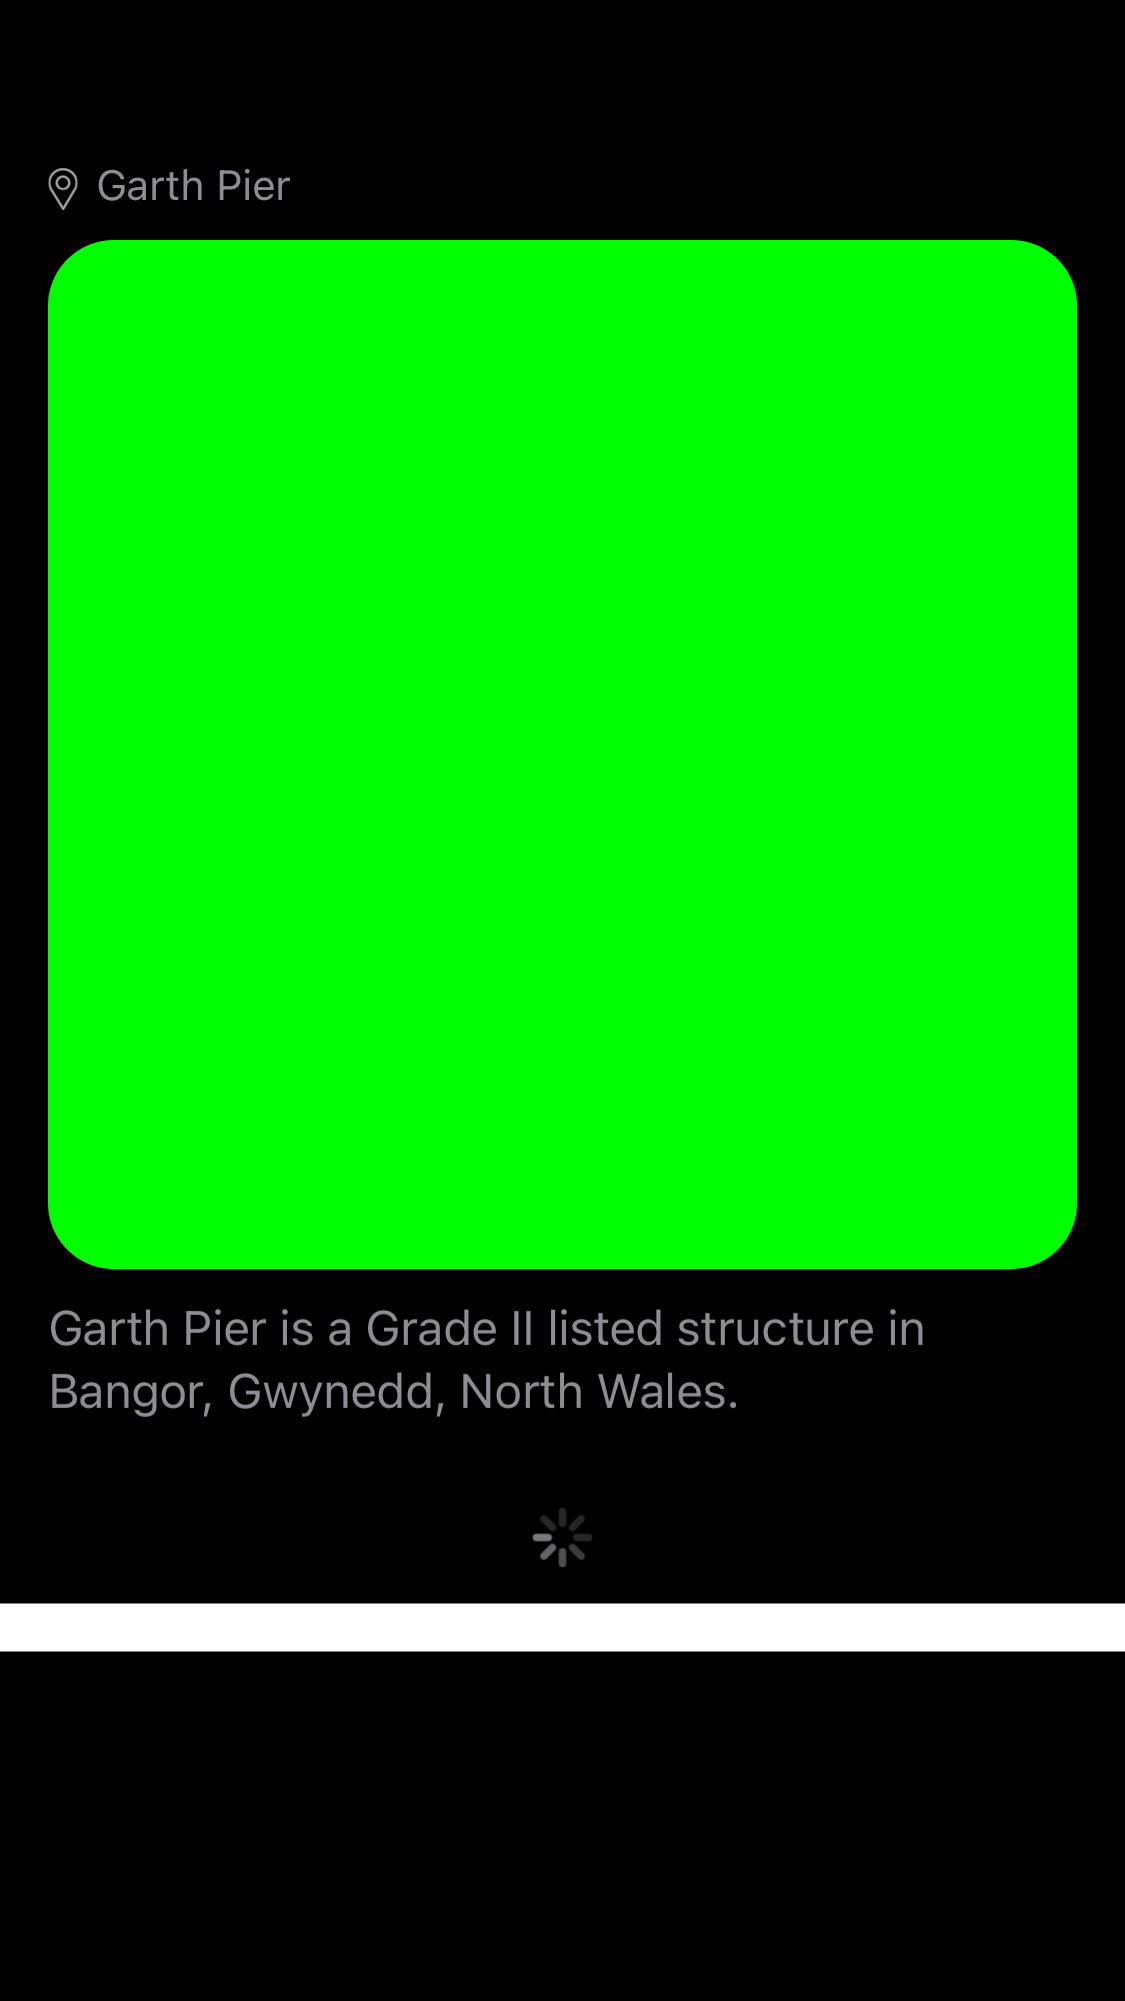 Garth Pier
Garth Pier is a Grade II listed structure in
Bangor, Gwynedd, North Wales.